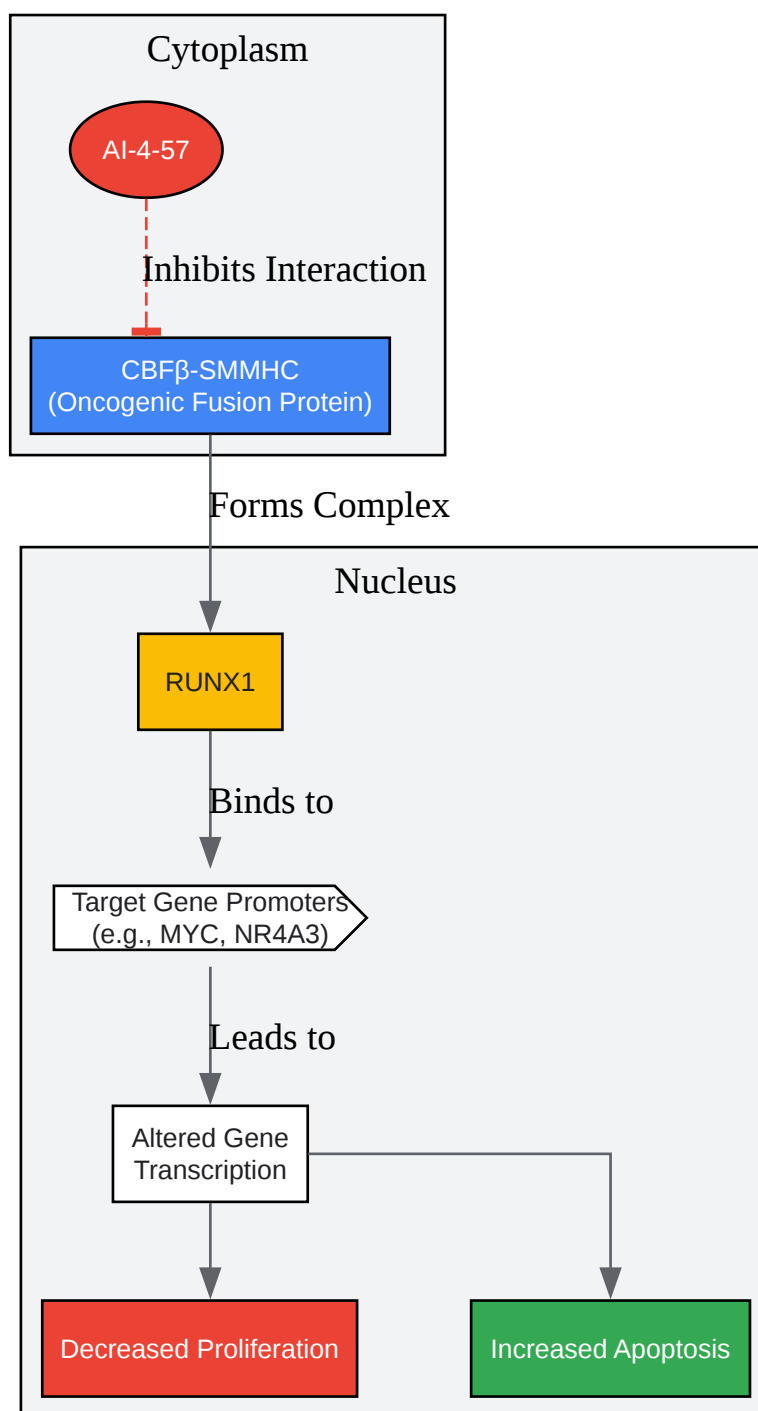 Cytoplasm
AI-4-57
Inhibits Interaction
CBFβ-SMMHC
(Oncogenic Fusion Protein)
Forms Complex
Nucleus
RUNX1
Binds to
Target Gene Promoters
(e.g., MYC, NR4A3)
Leads to
Altered Gene
Transcription
Decreased Proliferation
Increased Apoptosis